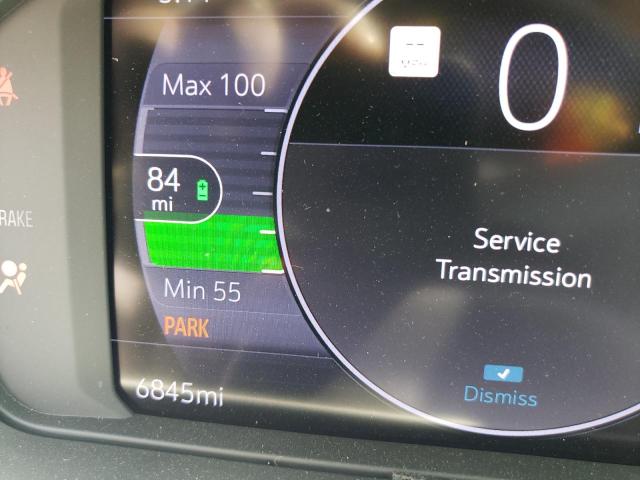 Max 100
0
84
mi
RAKE
Service
Transmission
Min 55
PARK
6845mi
Dismiss